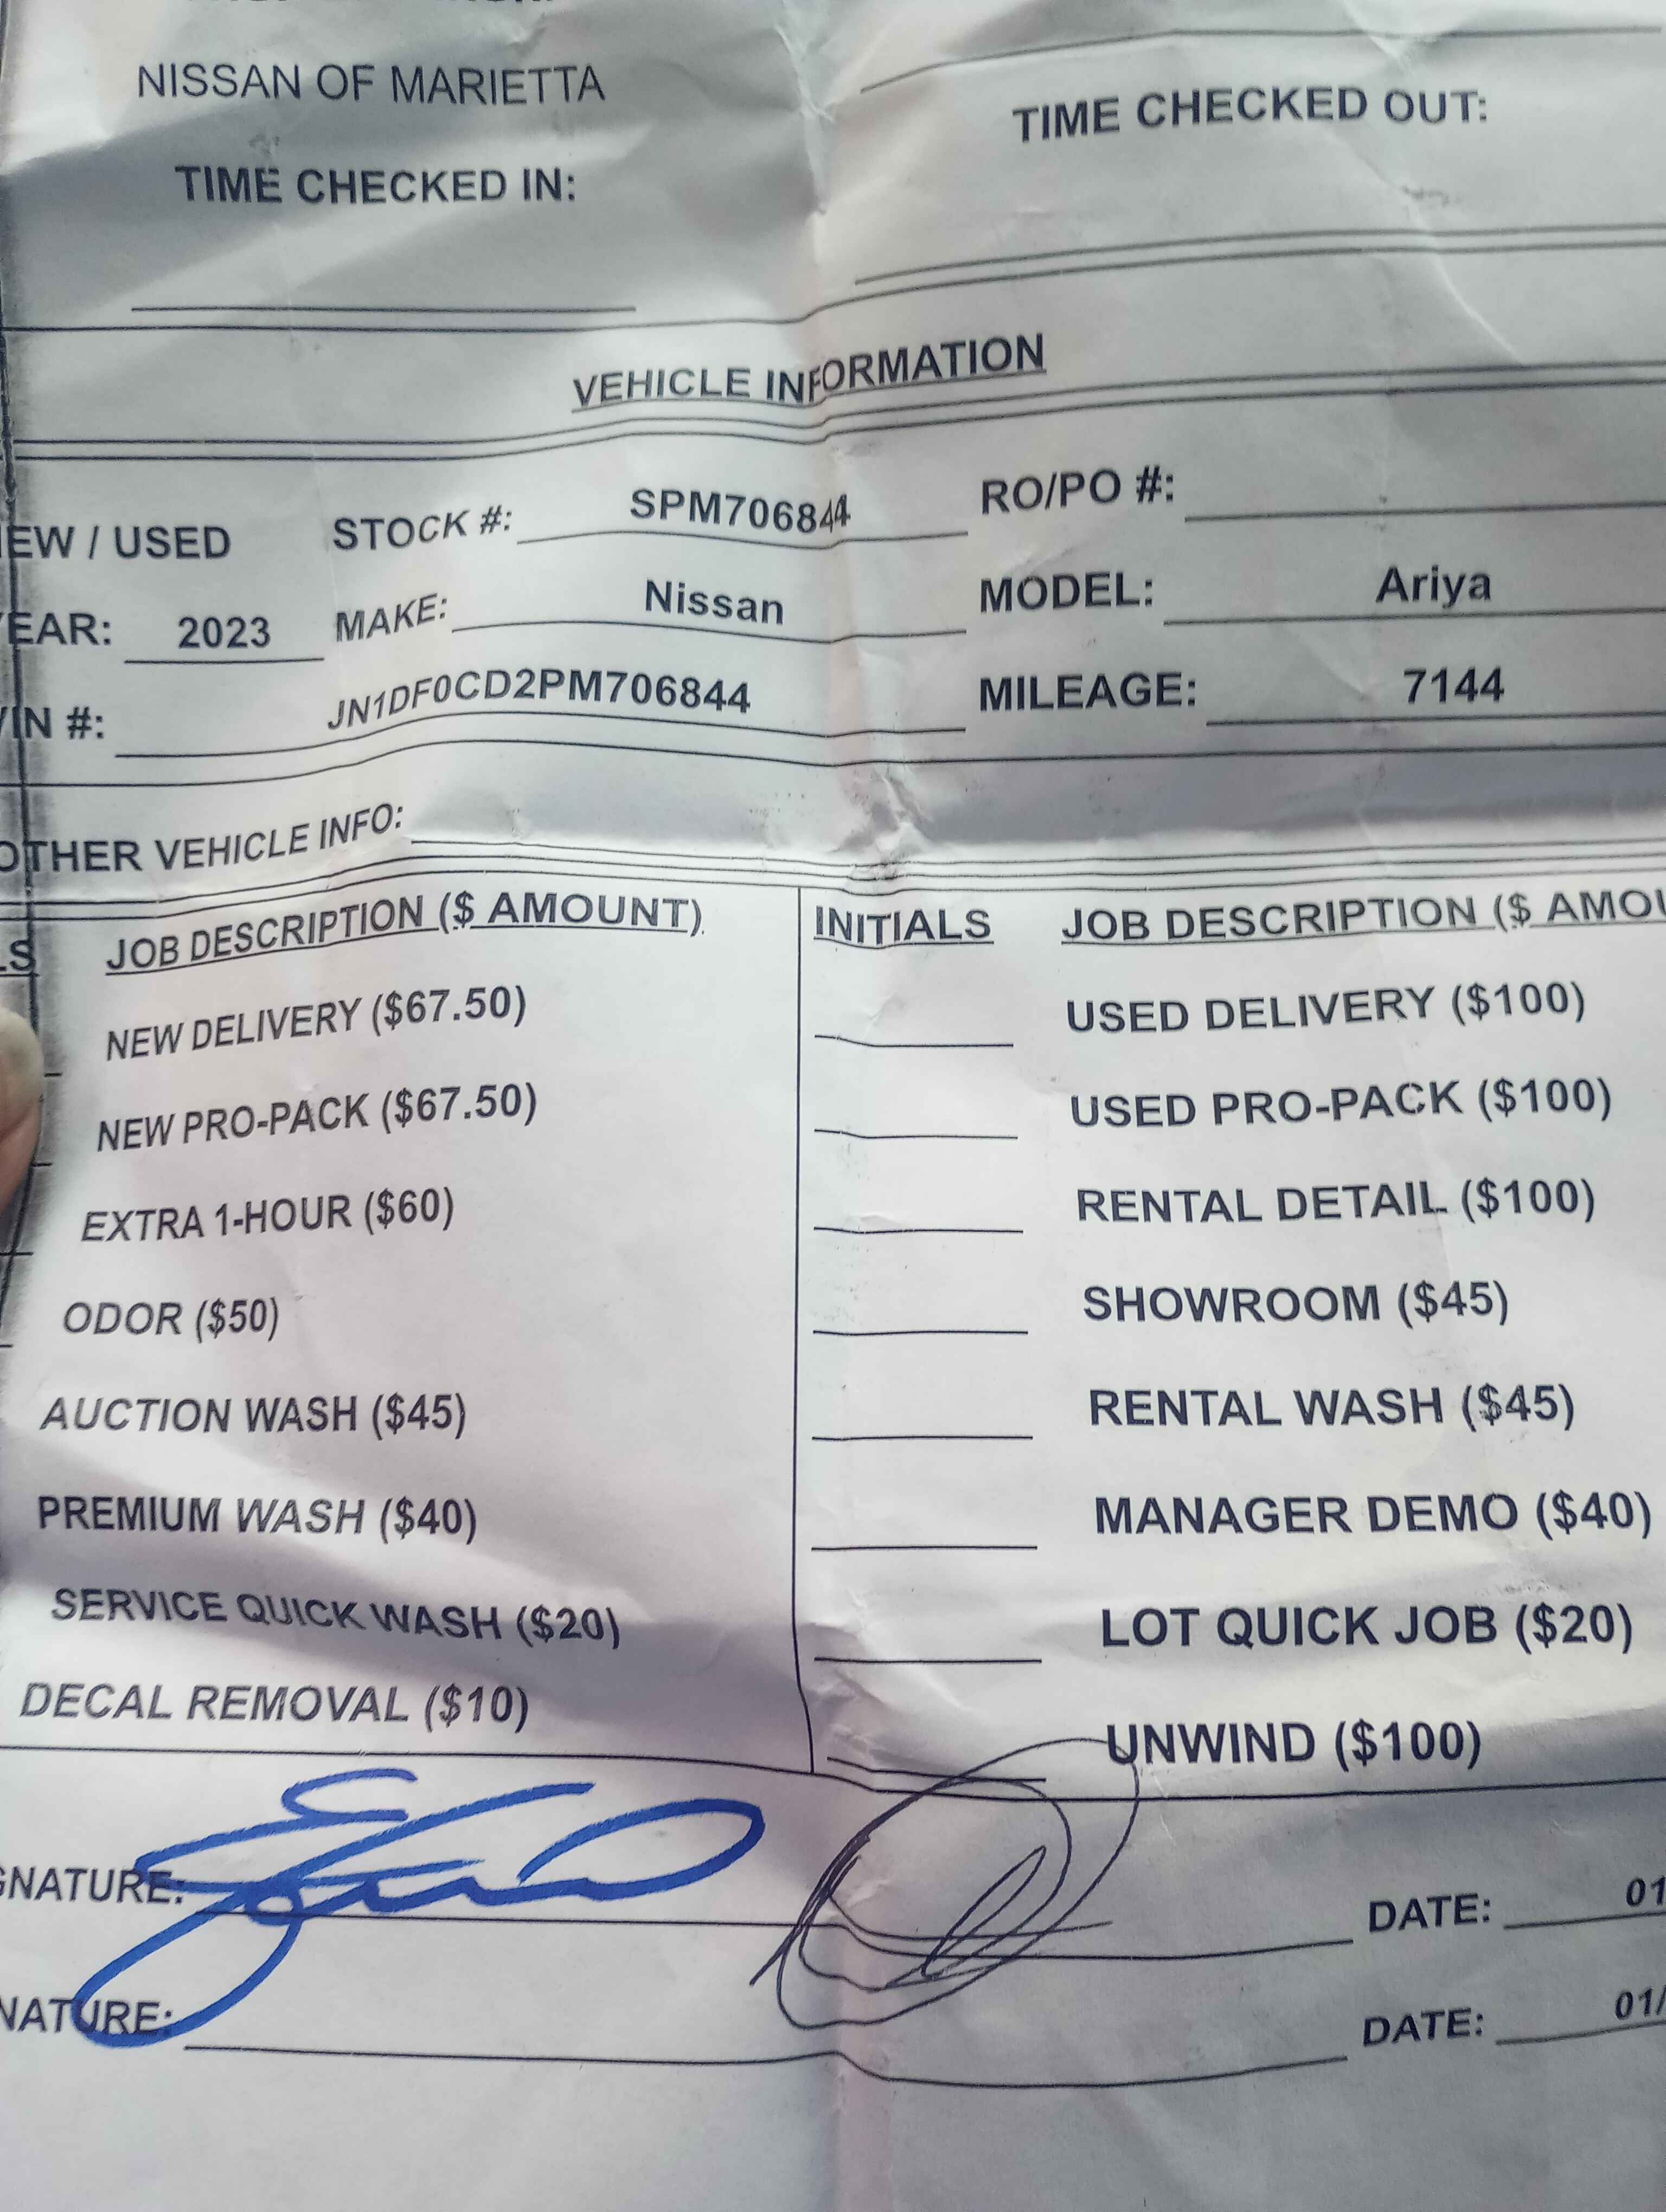 NISSAN OF MARIETTA
TIME CHECKED IN:
TIME CHECKED OUT:
VEHICLE INFORMATION
EW / USED STOCK #: SPM706844 RO/PO #:
EAR: 2023 MAKE: Nissan MODEL: Ariya
VIN #: JN1DF0CD2PM706844 MILEAGE: 7144
OTHER VEHICLE INFO:
LS JOB DESCRIPTION ($ AMOUNT) INITIALS JOB DESCRIPTION ($ AMOU
NEW DELIVERY ($67.50) USED DELIVERY ($100)
NEW PRO-PACK ($67.50) USED PRO-PACK ($100)
EXTRA 1-HOUR ($60) RENTAL DETAIL ($100)
ODOR ($50) SHOWROOM ($45)
AUCTION WASH ($45) RENTAL WASH ($45)
PREMIUM WASH ($40) MANAGER DEMO ($40)
SERVICE QUICK WASH ($20) LOT QUICK JOB ($20)
DECAL REMOVAL ($10) UNWIND ($100)
GNATURE: DATE: 01
NATURE: DATE: 01/